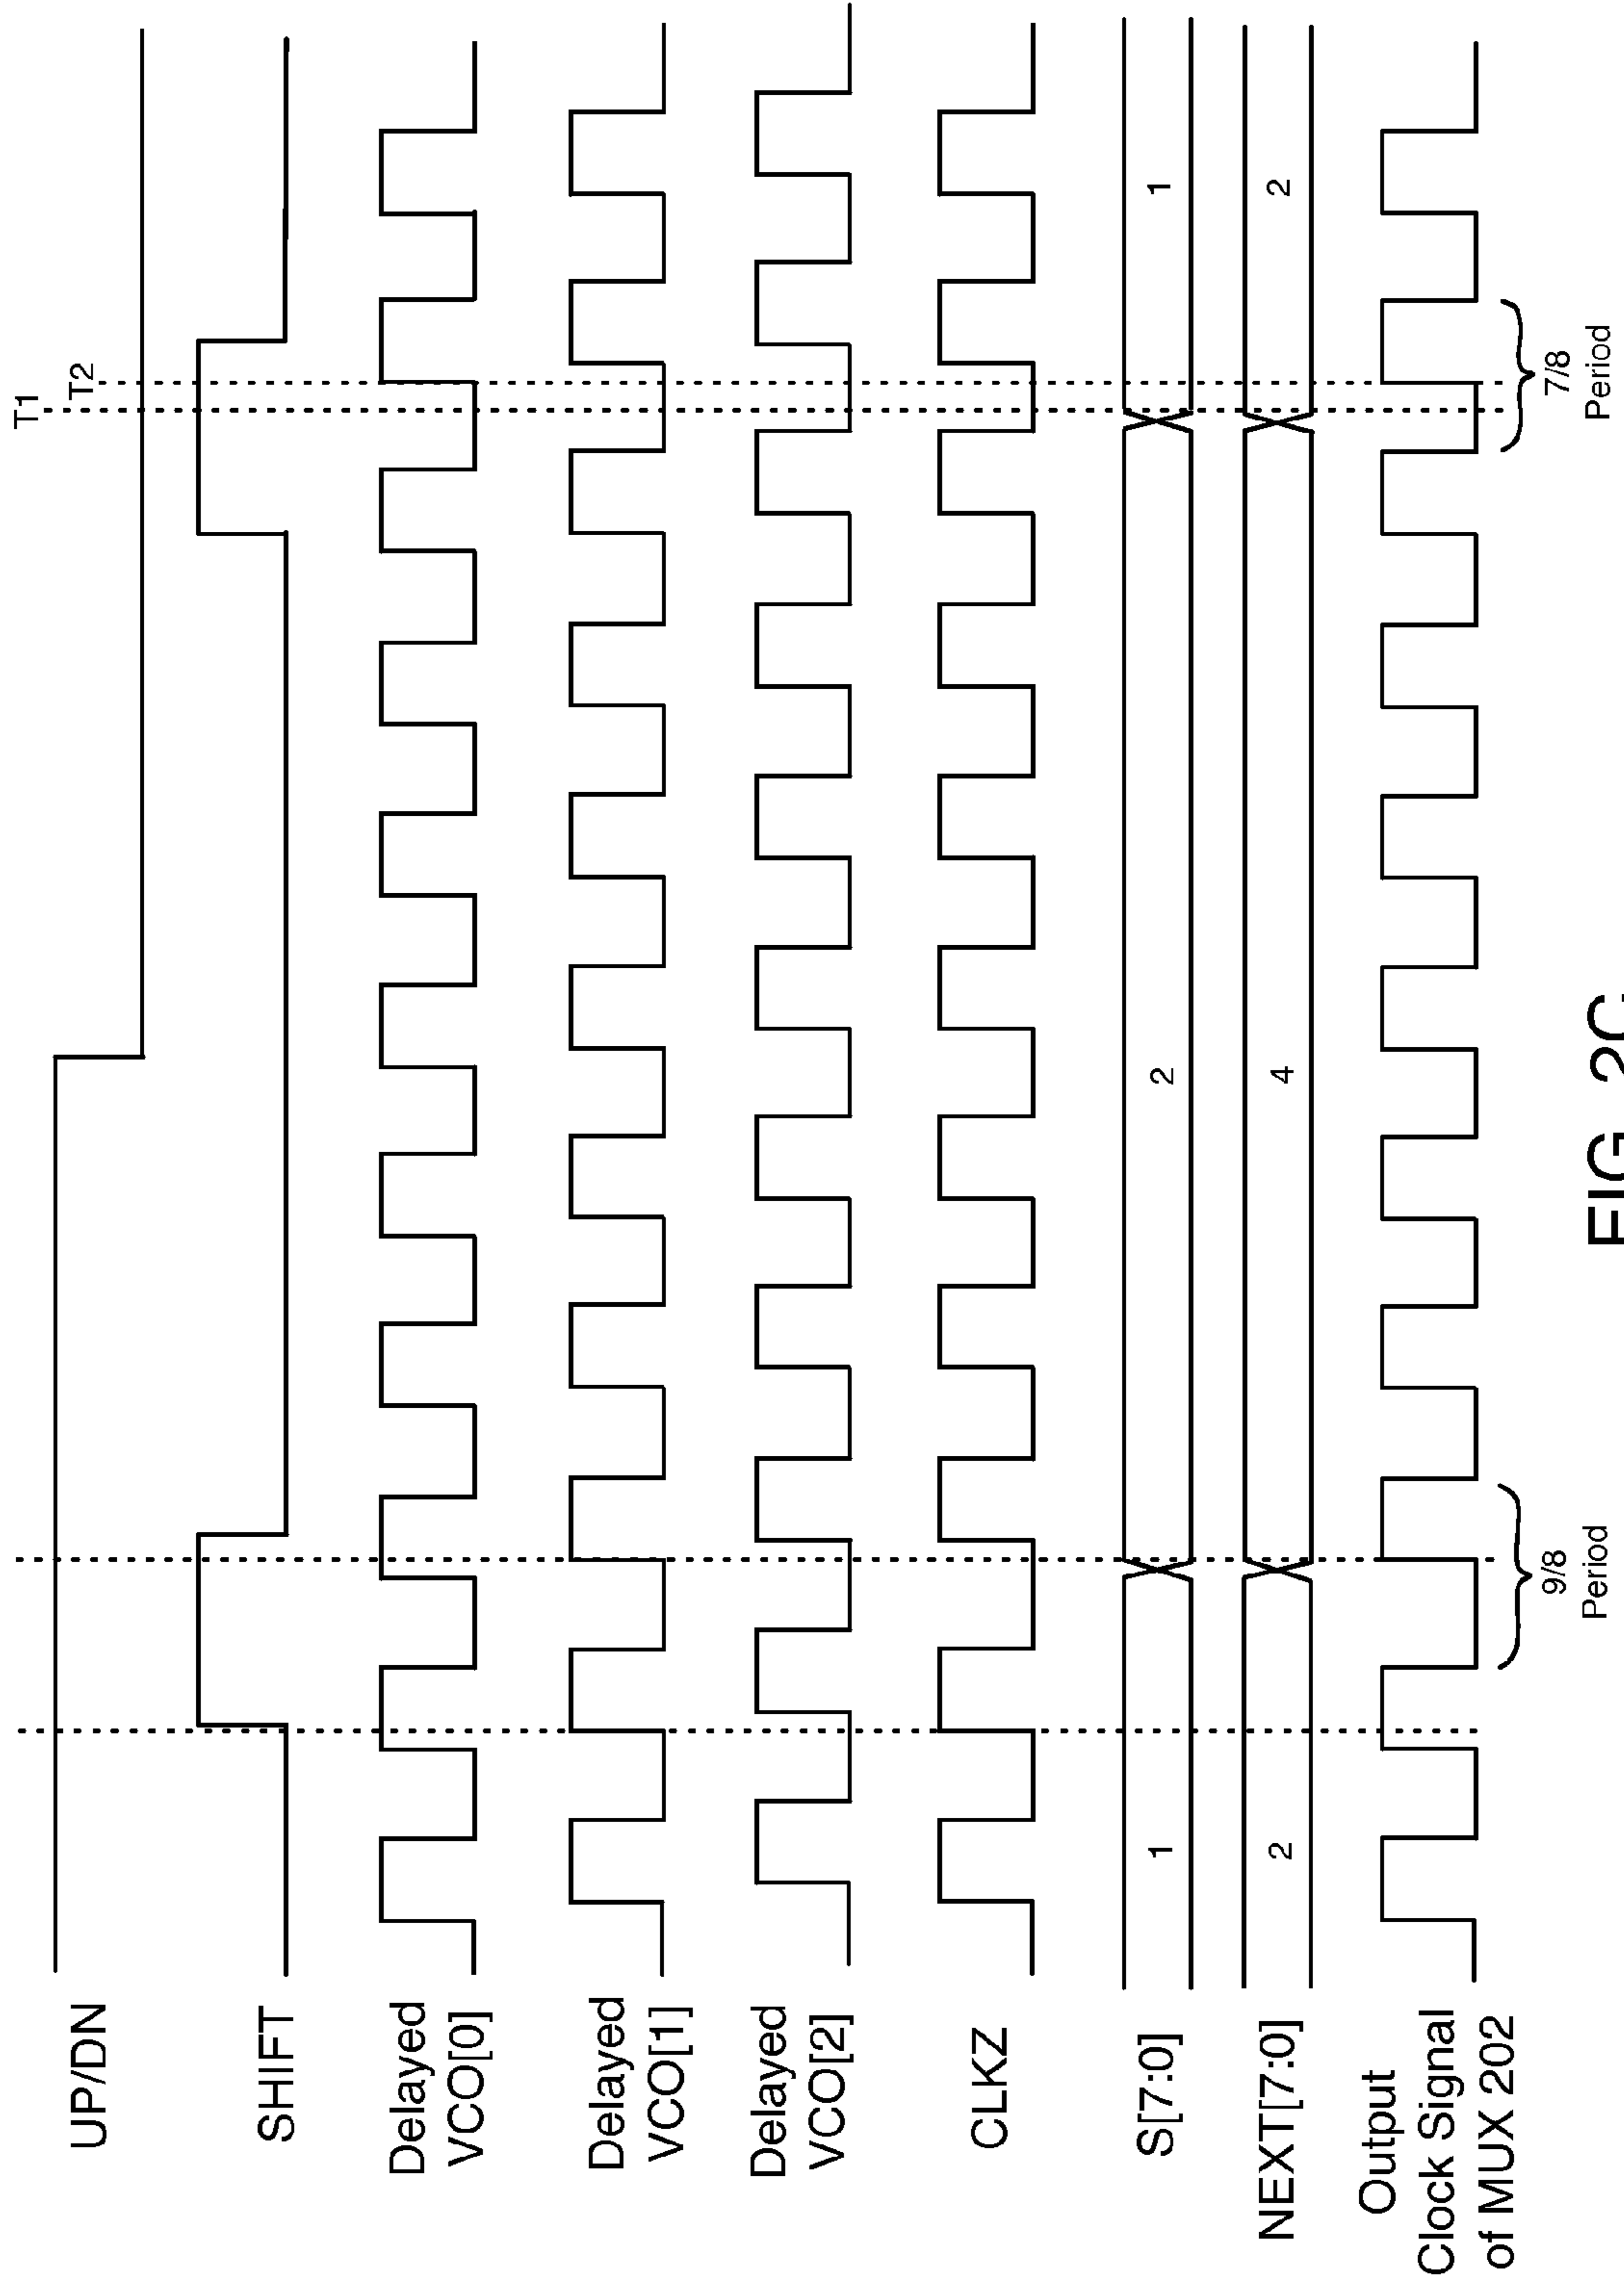 T1
T2
UP/DN
SHIFT
Delayed
VCO[0]
Delayed
VCO[1]
Delayed
VCO[2]
CLKZ
S[7:0]
1
2
1
NEXT[7:0]
2
4
2
Output
Clock Signal
of MUX 202
9/8
Period
7/8
Period
FIG. 2C